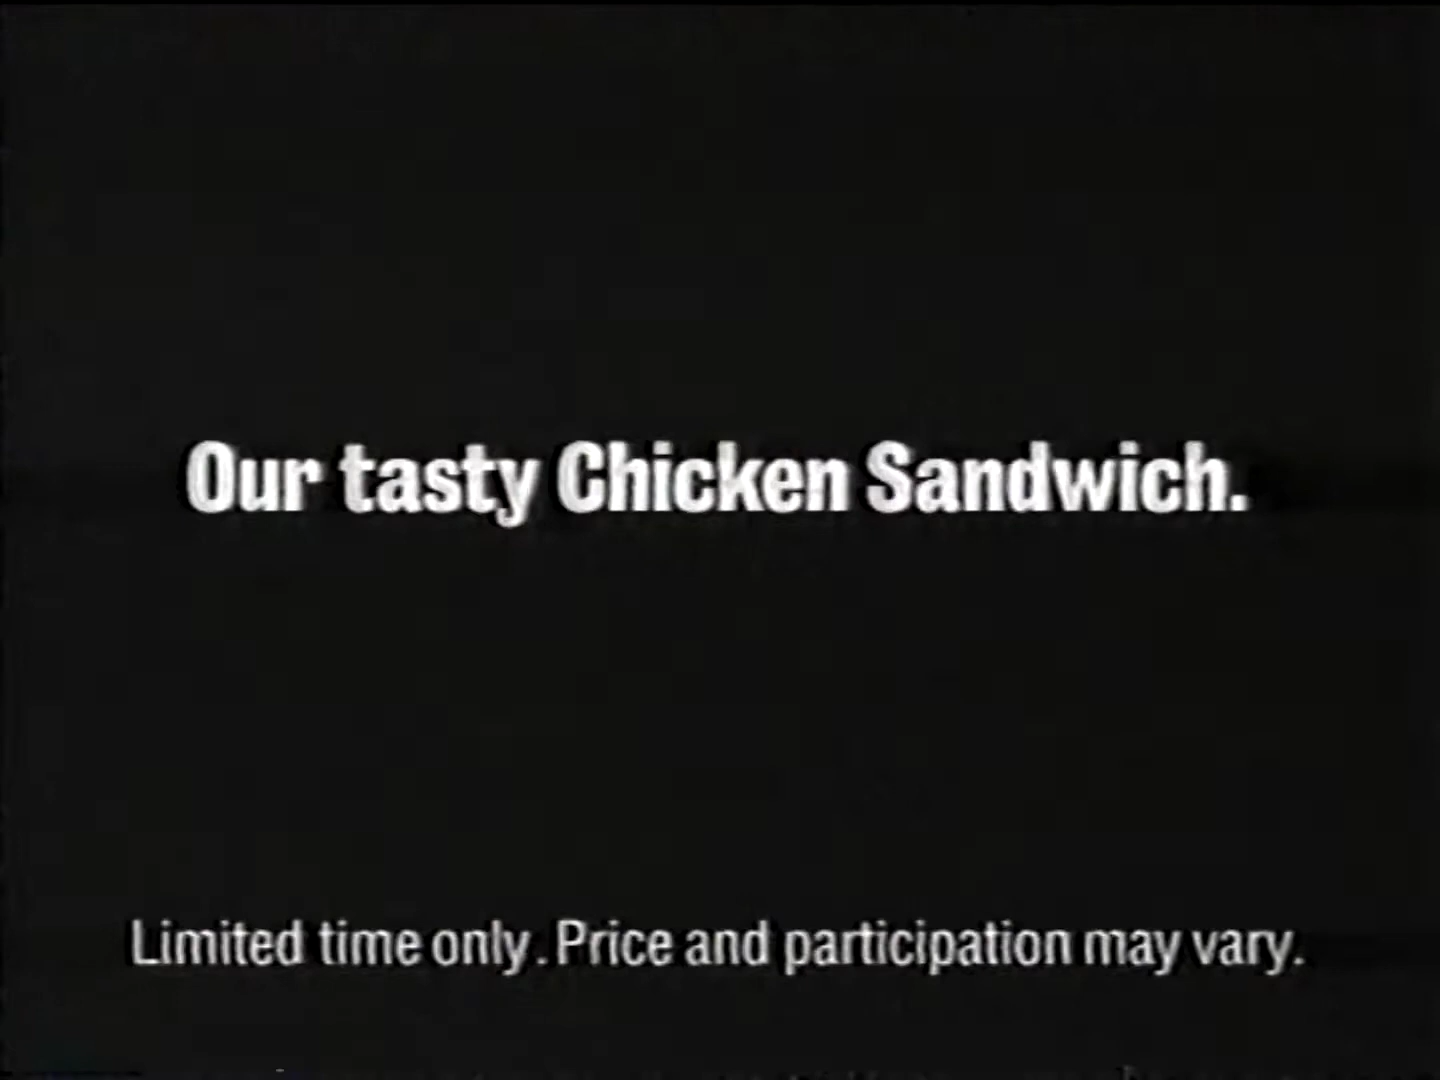 Our tasty Chicken Sandwich.
Limited time only. Price and participation may vary.